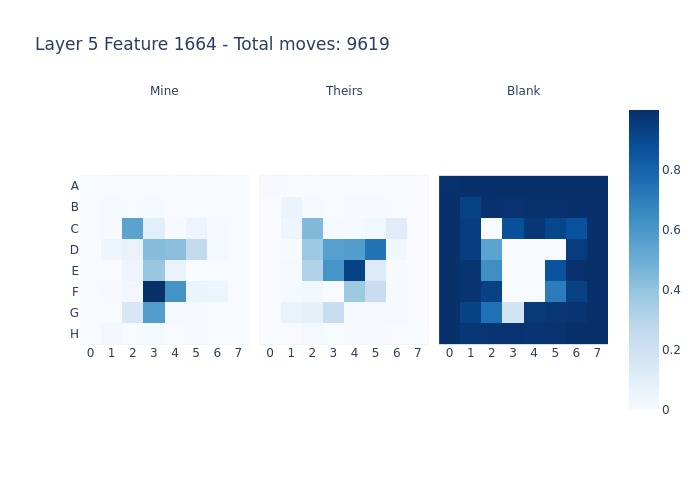 Layer 5 Feature 1664 - Total moves: 9619
Mine Theirs Blank
A
B
C
D
E
F
G
H
0 1 2 3 4 5 6 7 0 1 2 3 4 5 6 7 0 1 2 3 4 5 6 7
0.8
0.6
0.4
0.2
0